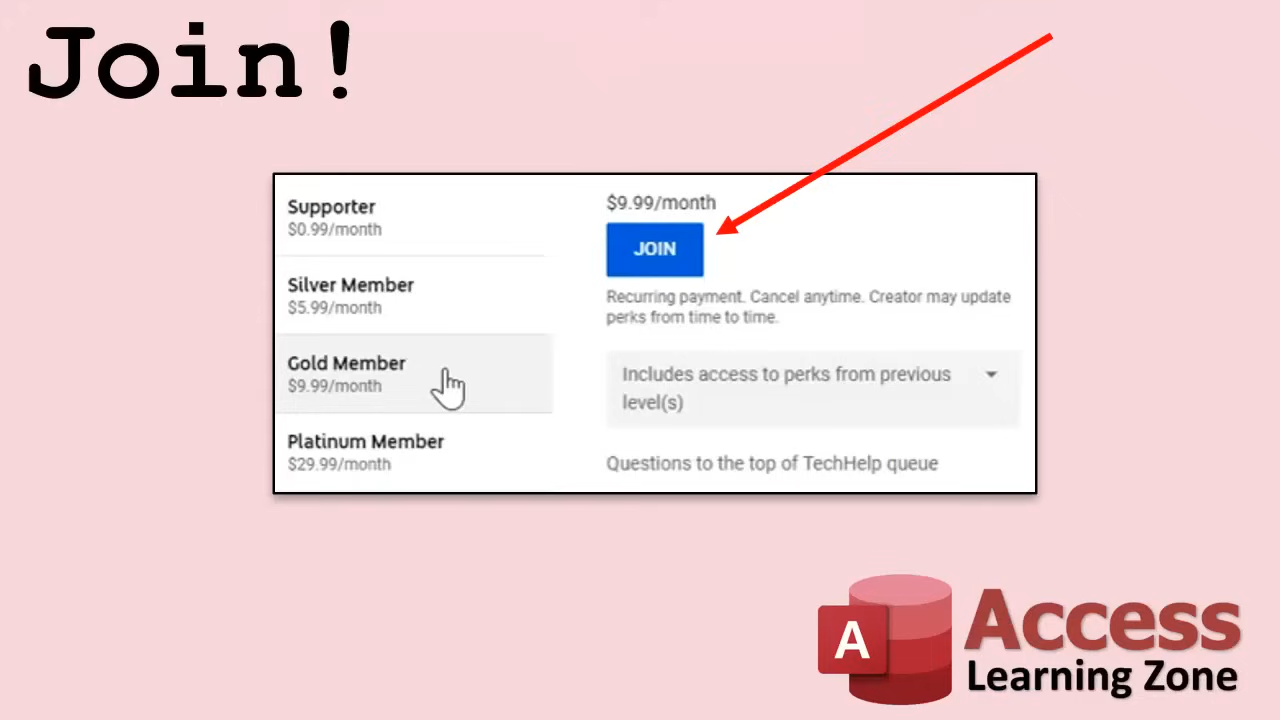 Join!
Supporter
$0.99/month
Silver Member
$5.99/month
Gold Member
$9.99/month
Platinum Member
$29.99/month
$9.99/month
JOIN
Recurring payment. Cancel anytime. Creator may update
perks from time to time.
Includes access to perks from previous
level(s)
Questions to the top of TechHelp queue
A
Access
Learning Zone